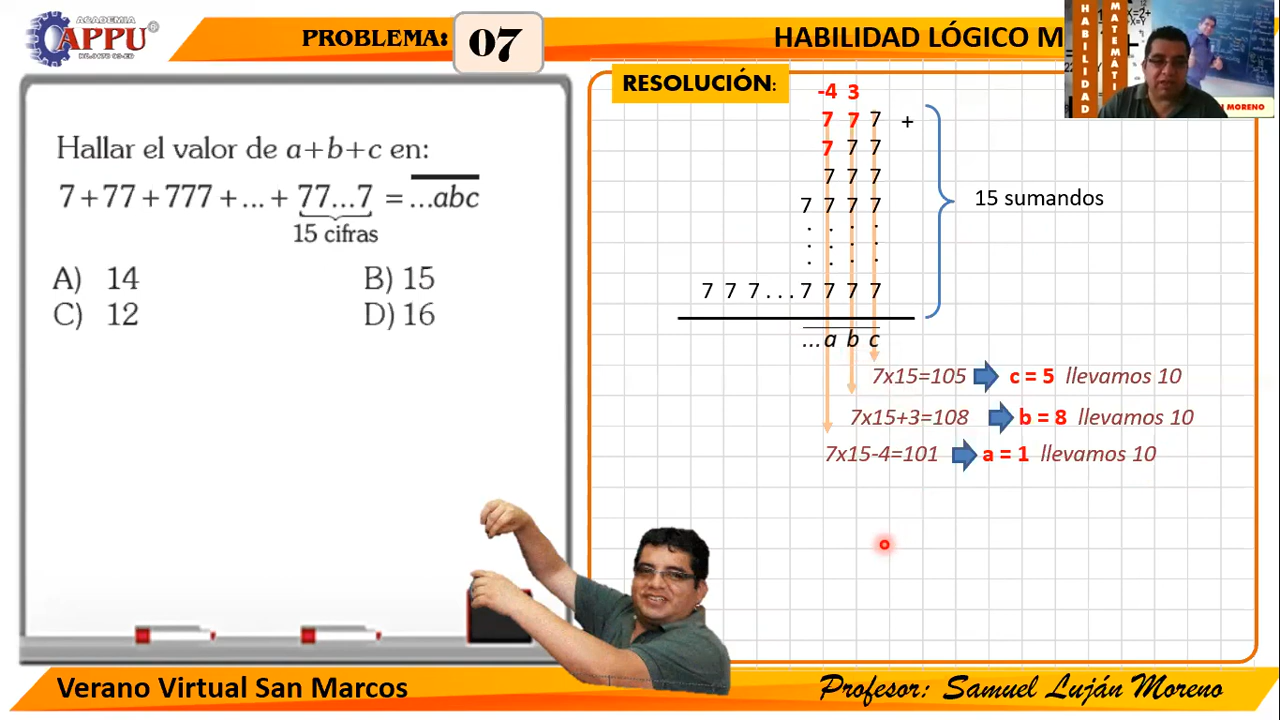 ACADEMIA
APPU
PROBLEMA:
07
HABILIDAD LÓGICO M
HABILIDAD
MATEMÁTI
MORENO
Hallar el valor de a+b+c en:
7+77+777+...+77...7=...abc
15 cifras
A) 14
B) 15
C) 12
D) 16
RESOLUCIÓN:
-4 3
7 7 7 +
7 7 7
7 7 7
7 7 7 7
. . . .
. . . .
7 7 7...7 7 7 7
...a b c
15 sumandos
7x15=105 c = 5 llevamos 10
7x15+3=108 b = 8 llevamos 10
7x15-4=101 a = 1 llevamos 10
Verano Virtual San Marcos
Profesor: Samuel Luján Moreno